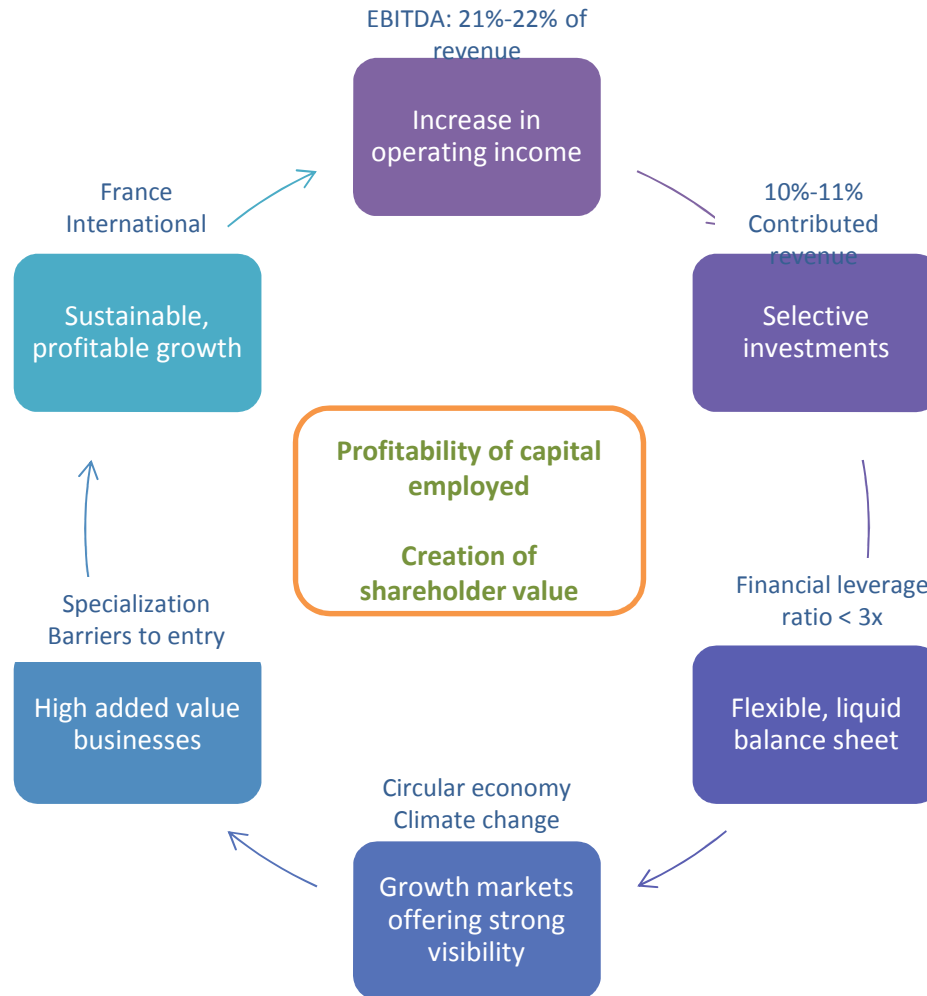 EBITDA: 21%-22% of
revenue
Increase in
operating income
10%-11%
Contributed
revenue
Selective
investments
Financial leverage
ratio < 3x
Flexible, liquid
balance sheet
Circular economy
Climate change
Growth markets
offering strong
visibility
Specialization
Barriers to entry
High added value
businesses
France
International
Sustainable,
profitable growth
Profitability of capital
employed
Creation of
shareholder value